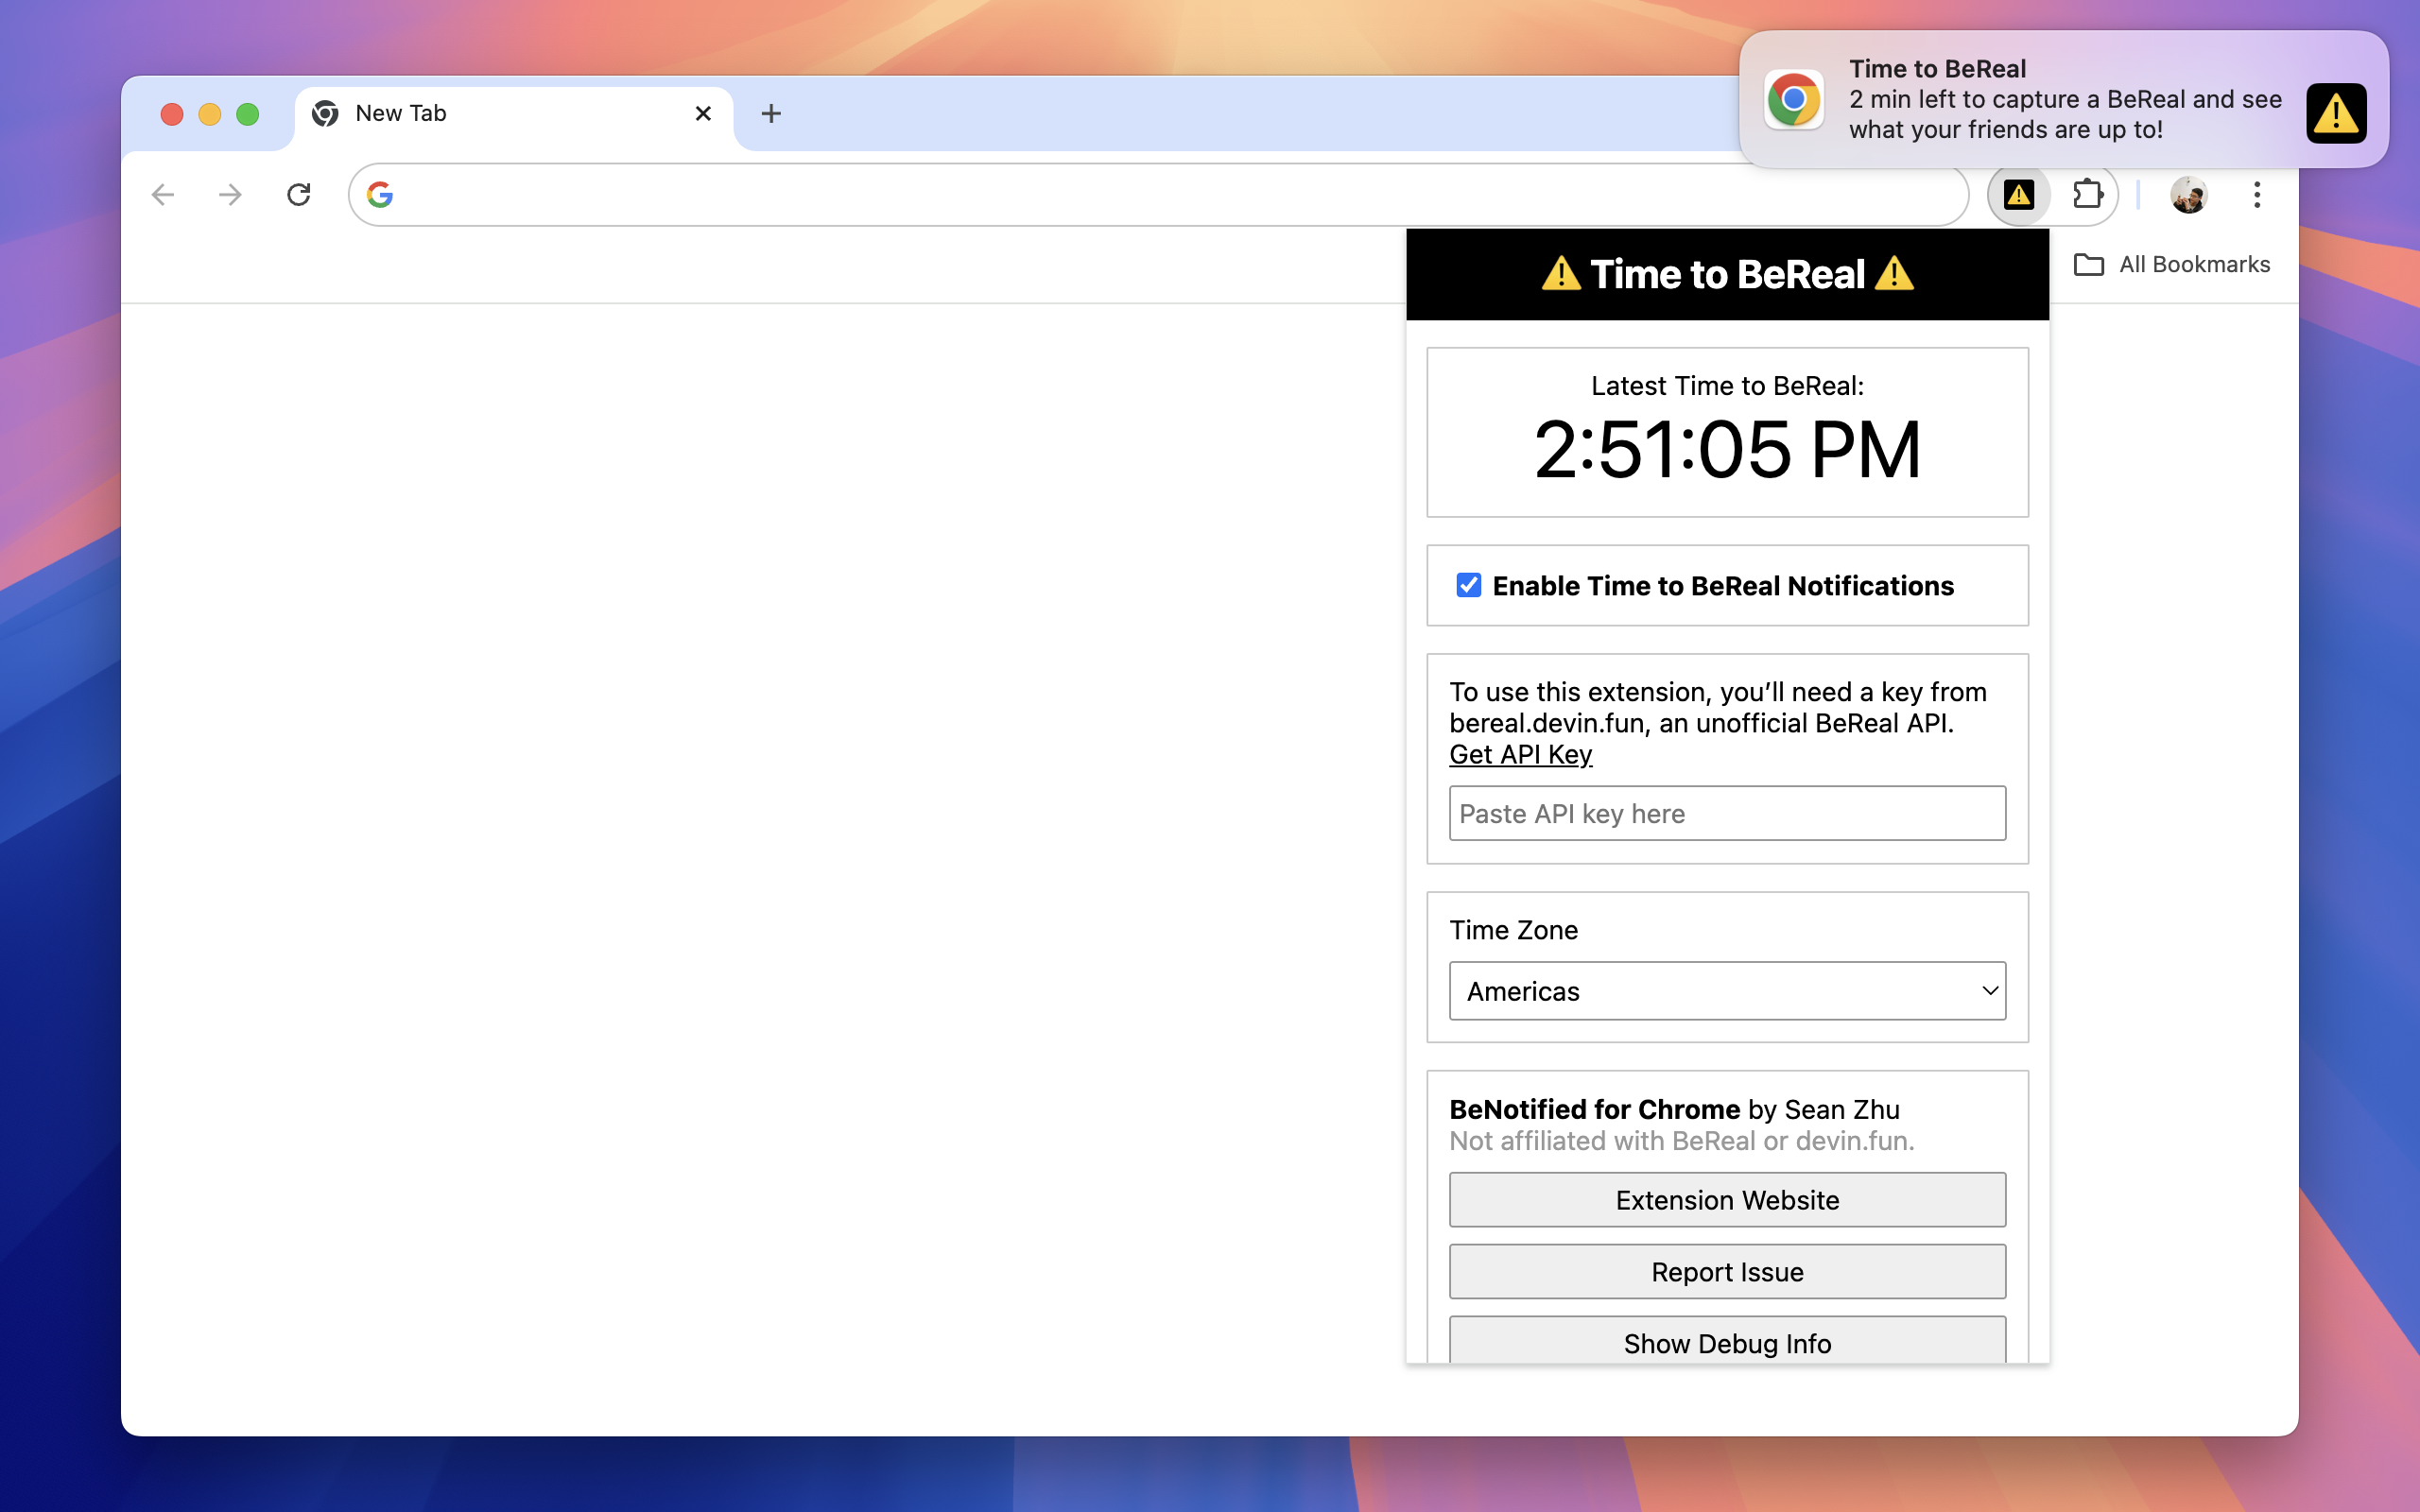 New Tab
Time to BeReal
2 min left to capture a BeReal and see
what your friends are up to!
All Bookmarks
⚠️ Time to BeReal ⚠️
Latest Time to BeReal:
2:51:05 PM
Enable Time to BeReal Notifications
To use this extension, you’ll need a key from
bereal.devin.fun, an unofficial BeReal API.
Get API Key
Paste API key here
Time Zone
Americas
BeNotified for Chrome by Sean Zhu
Not affiliated with BeReal or devin.fun.
Extension Website
Report Issue
Show Debug Info